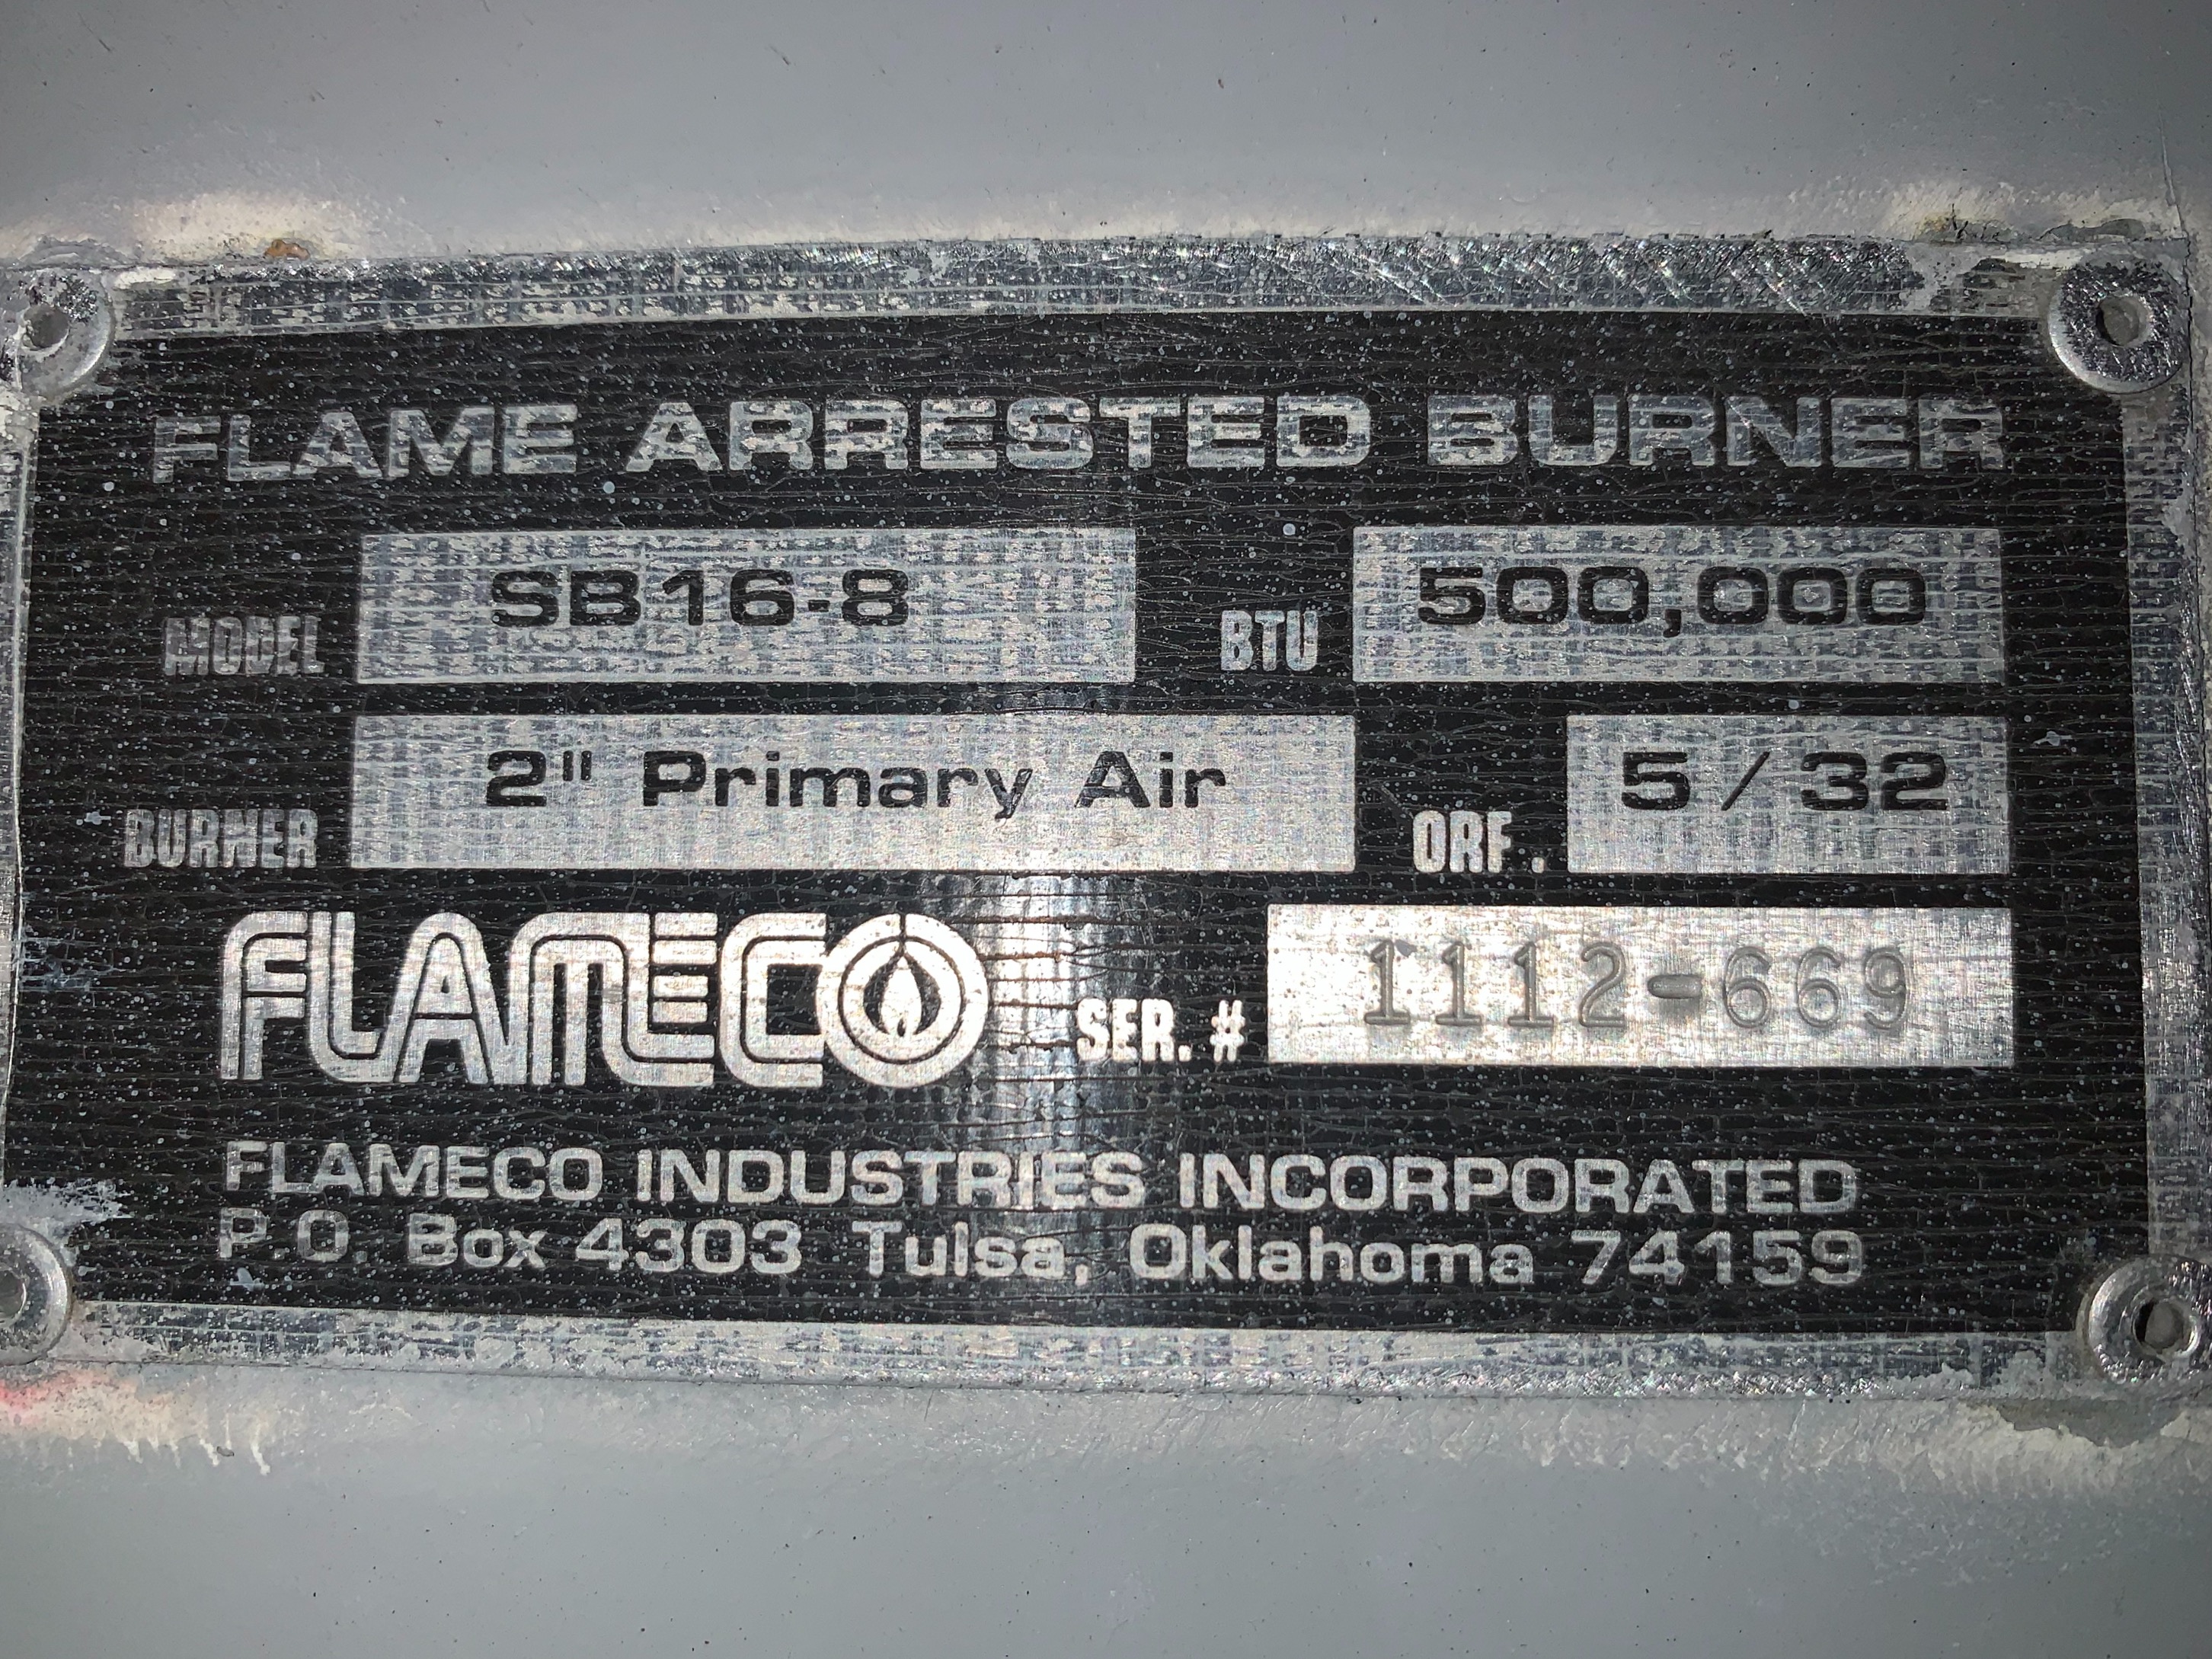 FLAME ARRESTED BURNER
MODEL SB16-8 BTU 500,000
BURNER 2" Primary Air ORF. 5/32
FLAMECO SER. # 1112-669
FLAMECO INDUSTRIES INCORPORATED
P.O. Box 4303 Tulsa, Oklahoma 74159